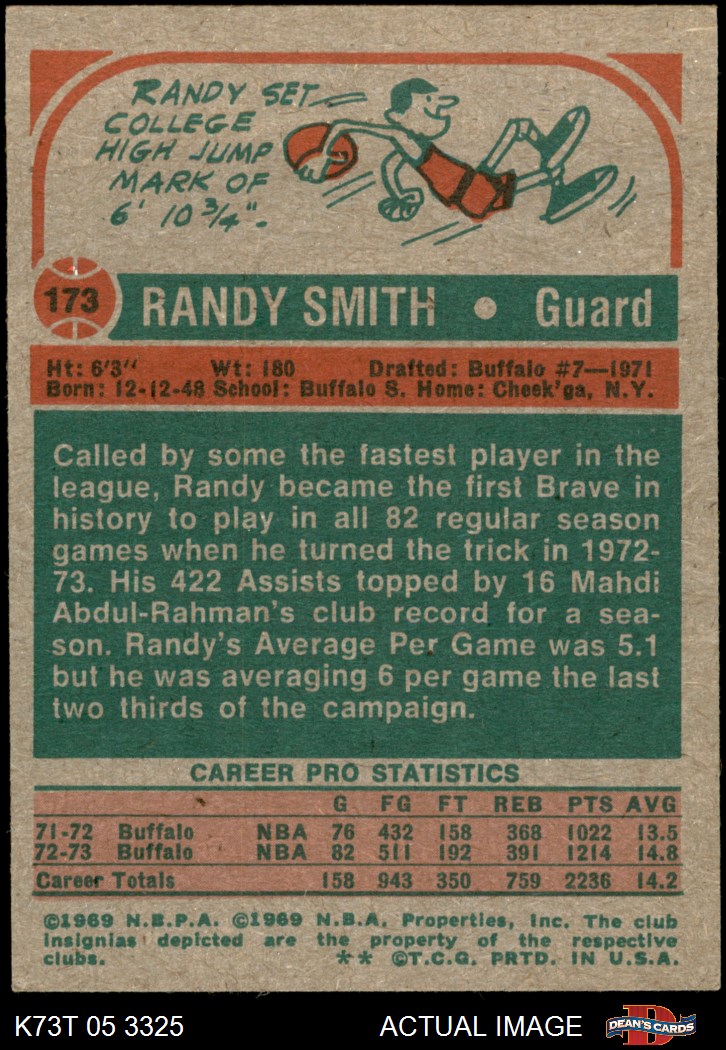 RANDY SET
COLLEGE
HIGH JUMP
MARK OF
6' 10 3/4".
173 RANDY SMITH • Guard
Ht: 6'3" Wt: 180 Drafted: Buffalo #7—1971
Born: 12-12-48 School: Buffalo S. Home: Cheek'ga, N.Y.
Called by some the fastest player in the
league, Randy became the first Brave in
history to play in all 82 regular season
games when he turned the trick in 1972-
73. His 422 Assists topped by 16 Mahdi
Abdul-Rahman's club record for a sea-
son. Randy's Average Per Game was 5.1
but he was averaging 6 per game the last
two thirds of the campaign.
CAREER PRO STATISTICS
G FG FT REB PTS AVG
71-72 Buffalo NBA 76 432 158 368 1022 13.5
72-73 Buffalo NBA 82 511 192 391 1214 14.8
Career Totals 158 943 350 759 2236 14.2
©1969 N.B.P.A. ©1969 N.B.A. Properties, Inc. The club
insignias depicted are the property of the respective
clubs. ** ©T.C.G. PRTD. IN U.S.A.
K73T 05 3325 ACTUAL IMAGE D DEAN'S CARDS